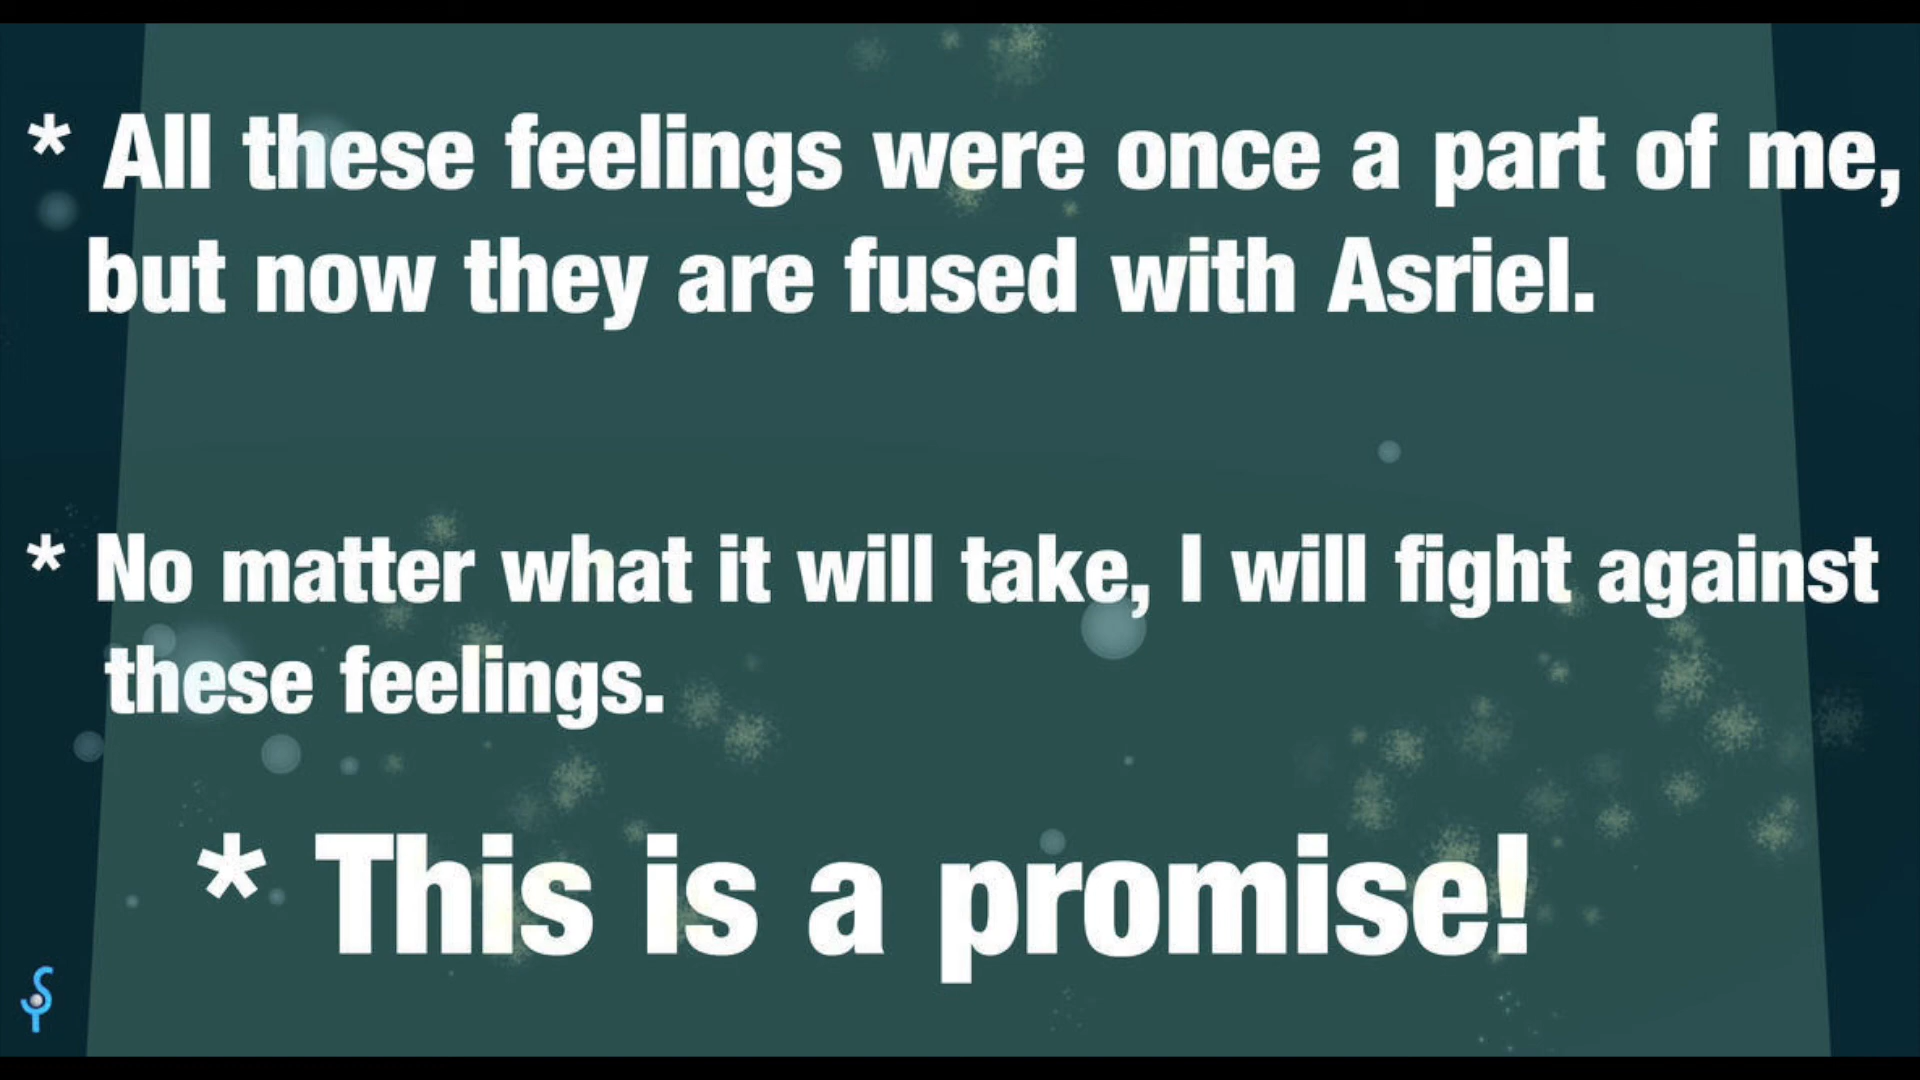 * All these feelings were once a part of me,
but now they are fused with Asriel.
* No matter what it will take, I will fight against
these feelings.
* This is a promise!